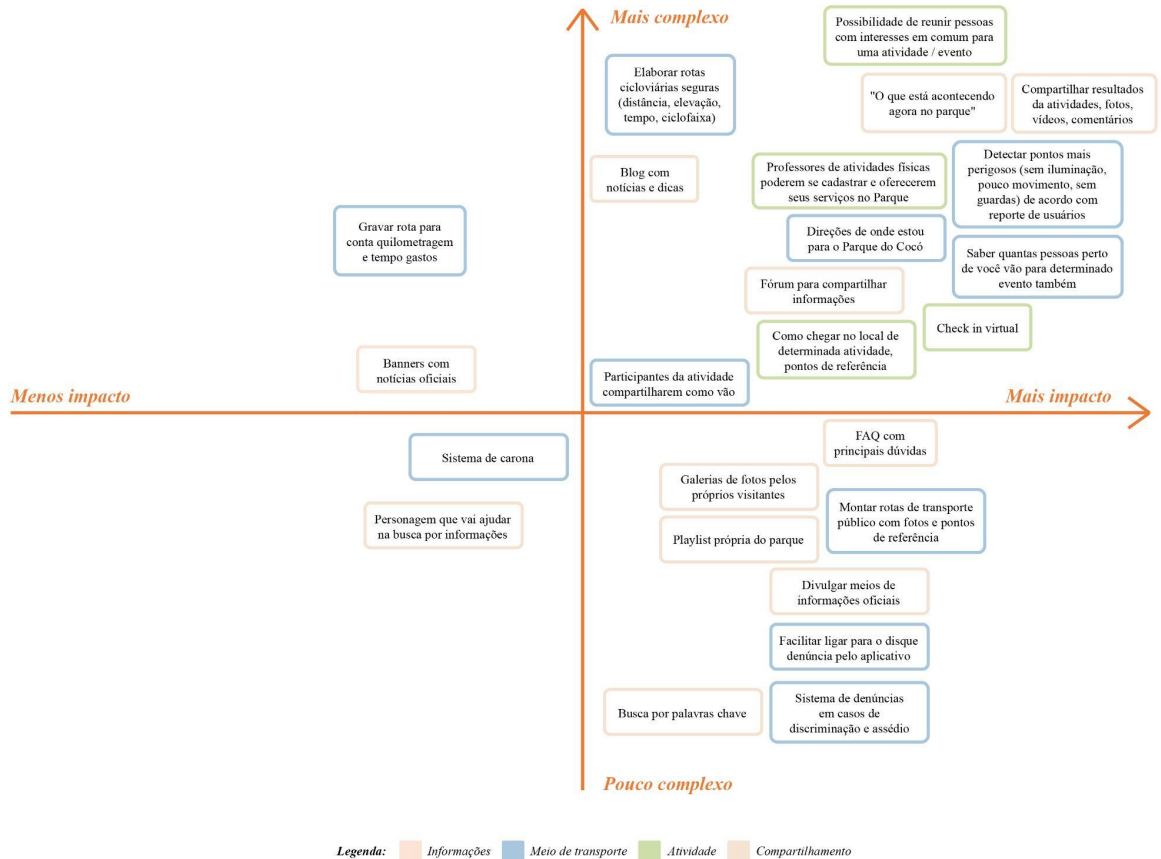 Mais complexo
Possibilidade de reunir pessoas
com interesses em comum para
uma atividade / evento
Elaborar rotas
cicloviárias seguras
(distância, elevação,
tempo, ciclofaixa)
"O que está acontecendo
agora no parque"
Compartilhar resultados
da atividades, fotos,
vídeos, comentários
Blog com
notícias e dicas
Professores de atividades físicas
poderem se cadastrar e oferecerem
seus serviços no Parque
Detectar pontos mais
perigosos (sem iluminação,
pouco movimento, sem
guardas) de acordo com
reporte de usuários
Gravar rota para
conta quilometragem
e tempo gastos
Direções de onde estou
para o Parque do Cocó
Saber quantas pessoas perto
de você vão para determinado
evento também
Fórum para compartilhar
informações
Check in virtual
Como chegar no local de
determinada atividade,
pontos de referência
Banners com
notícias oficiais
Participantes da atividade
compartilharem como vão
Menos impacto
Mais impacto
FAQ com
principais dúvidas
Sistema de carona
Galerias de fotos pelos
próprios visitantes
Montar rotas de transporte
público com fotos e pontos
de referência
Personagem que vai ajudar
na busca por informações
Playlist própria do parque
Divulgar meios de
informações oficiais
Facilitar ligar para o disque
denúncia pelo aplicativo
Busca por palavras chave
Sistema de denúncias
em casos de
discriminação e assédio
Pouco complexo
Legenda: Informações Meio de transporte Atividade Compartilhamento